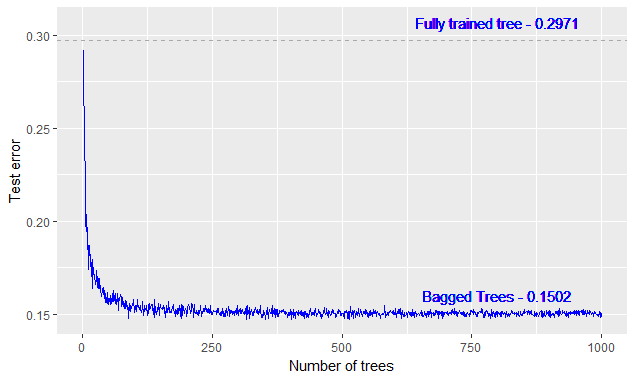 Fully trained tree - 0.2971
0.30
0.25
Test error
0.20
Bagged Trees - 0.1502
0.15
0 250 500 750 1000
Number of trees